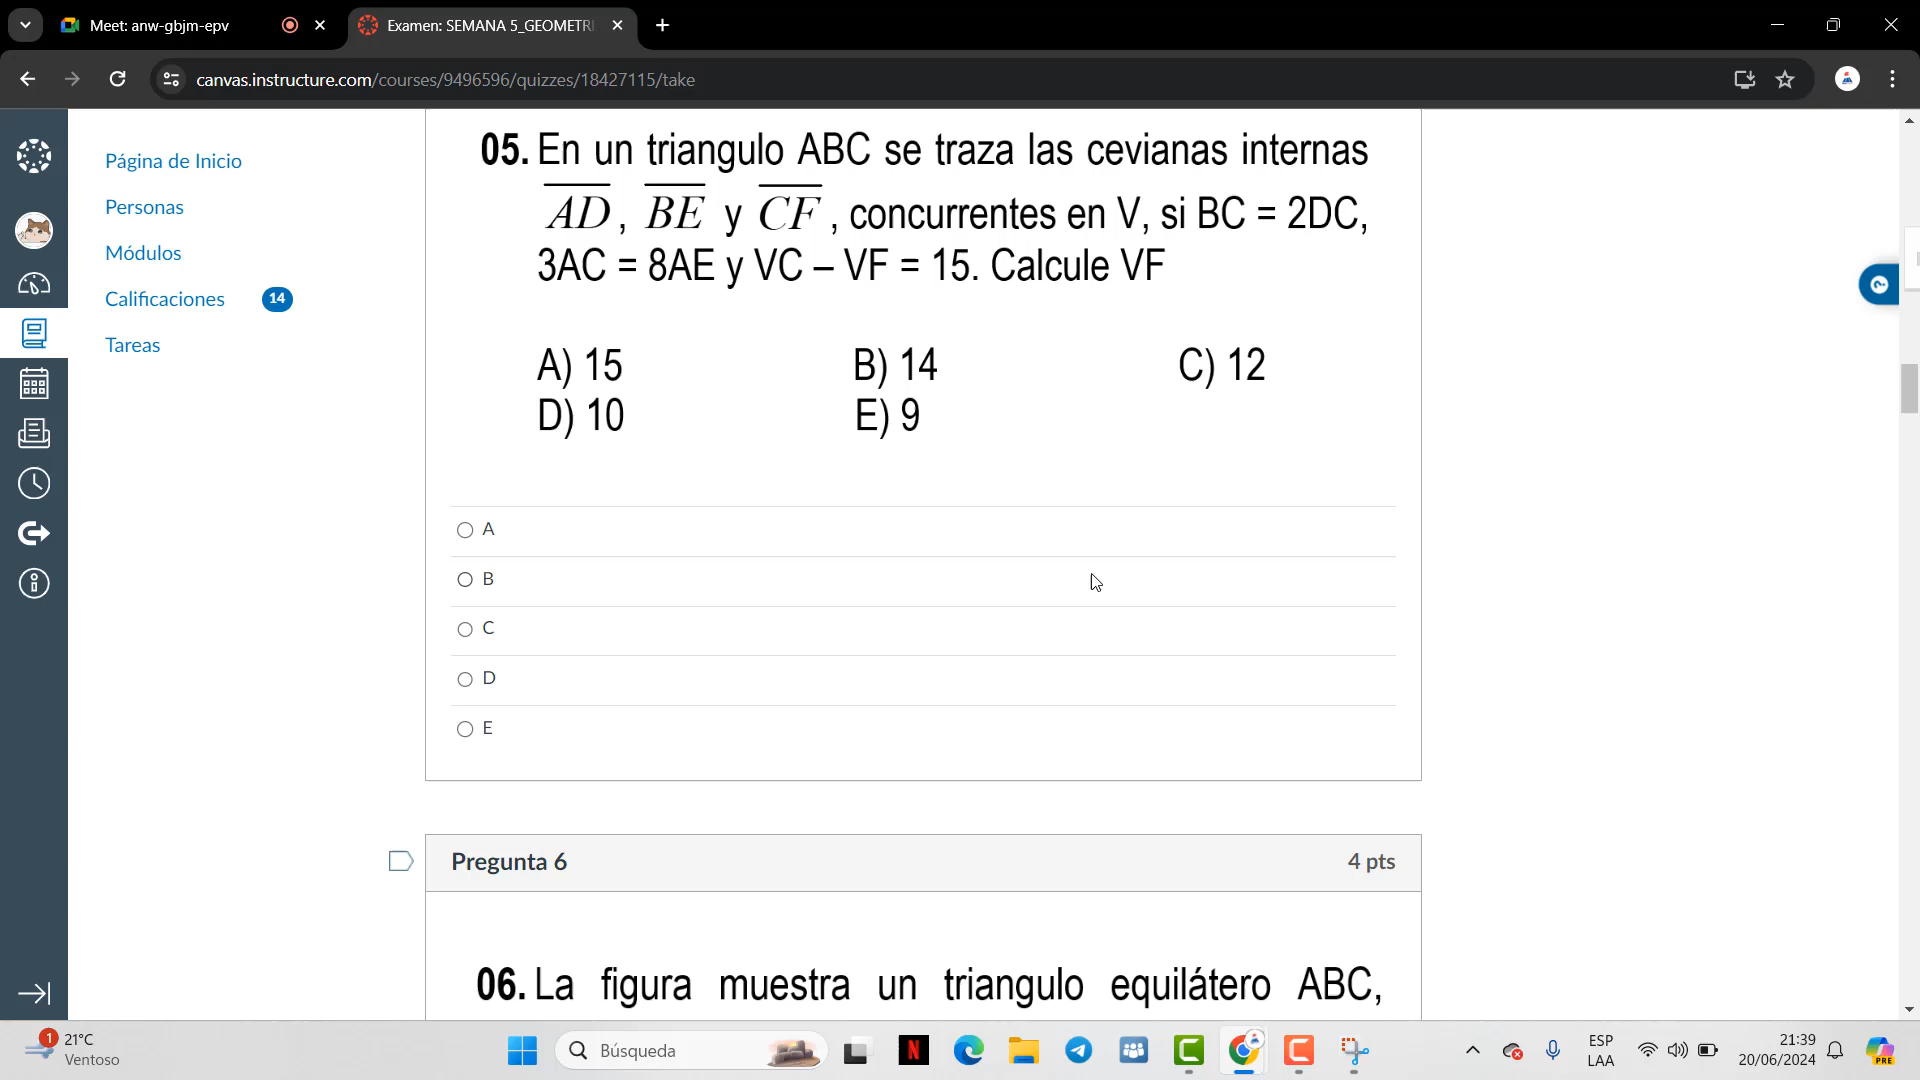 Meet: anw-gbjm-epv
Examen: SEMANA 5_GEOMETRI
canvas.instructure.com/courses/9496596/quizzes/18427115/take
Página de Inicio
Personas
Módulos
Calificaciones 14
Tareas
05. En un triangulo ABC se traza las cevianas internas
AD, BE y CF, concurrentes en V, si BC = 2DC,
3AC = 8AE y VC – VF = 15. Calcule VF
A) 15 B) 14 C) 12
D) 10 E) 9
A
B
C
D
E
Pregunta 6 4 pts
06. La figura muestra un triangulo equilátero ABC,
1
21°C
Ventoso
Búsqueda
ESP
LAA
21:39
20/06/2024
PRE